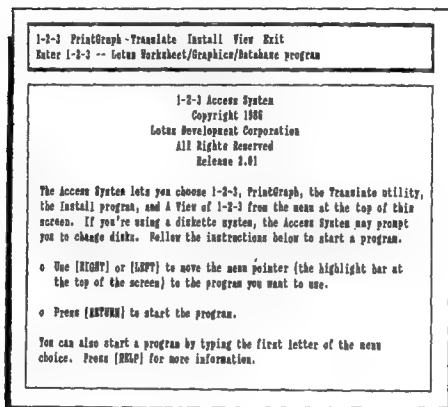 1-2-3 PrintGraph Translate Install View Exit
Enter 1-2-3 -- Lotus Worksheet/Graphics/Database program
1-2-3 Access System
Copyright 1986
Lotus Development Corporation
All Rights Reserved
Release 2.01
The Access System lets you choose 1-2-3, PrintGraph, the Translate utility,
the Install program, and A View of 1-2-3 from the menu at the top of this
screen. If you're using a diskette system, the Access System may prompt
you to change disks. Follow the instructions below to start a program.
o Use [RIGHT] or [LEFT] to move the menu pointer (the highlight bar at
the top of the screen) to the program you want to use.
o Press [RETURN] to start the program.
You can also start a program by typing the first letter of the menu
choice. Press [HELP] for more information.